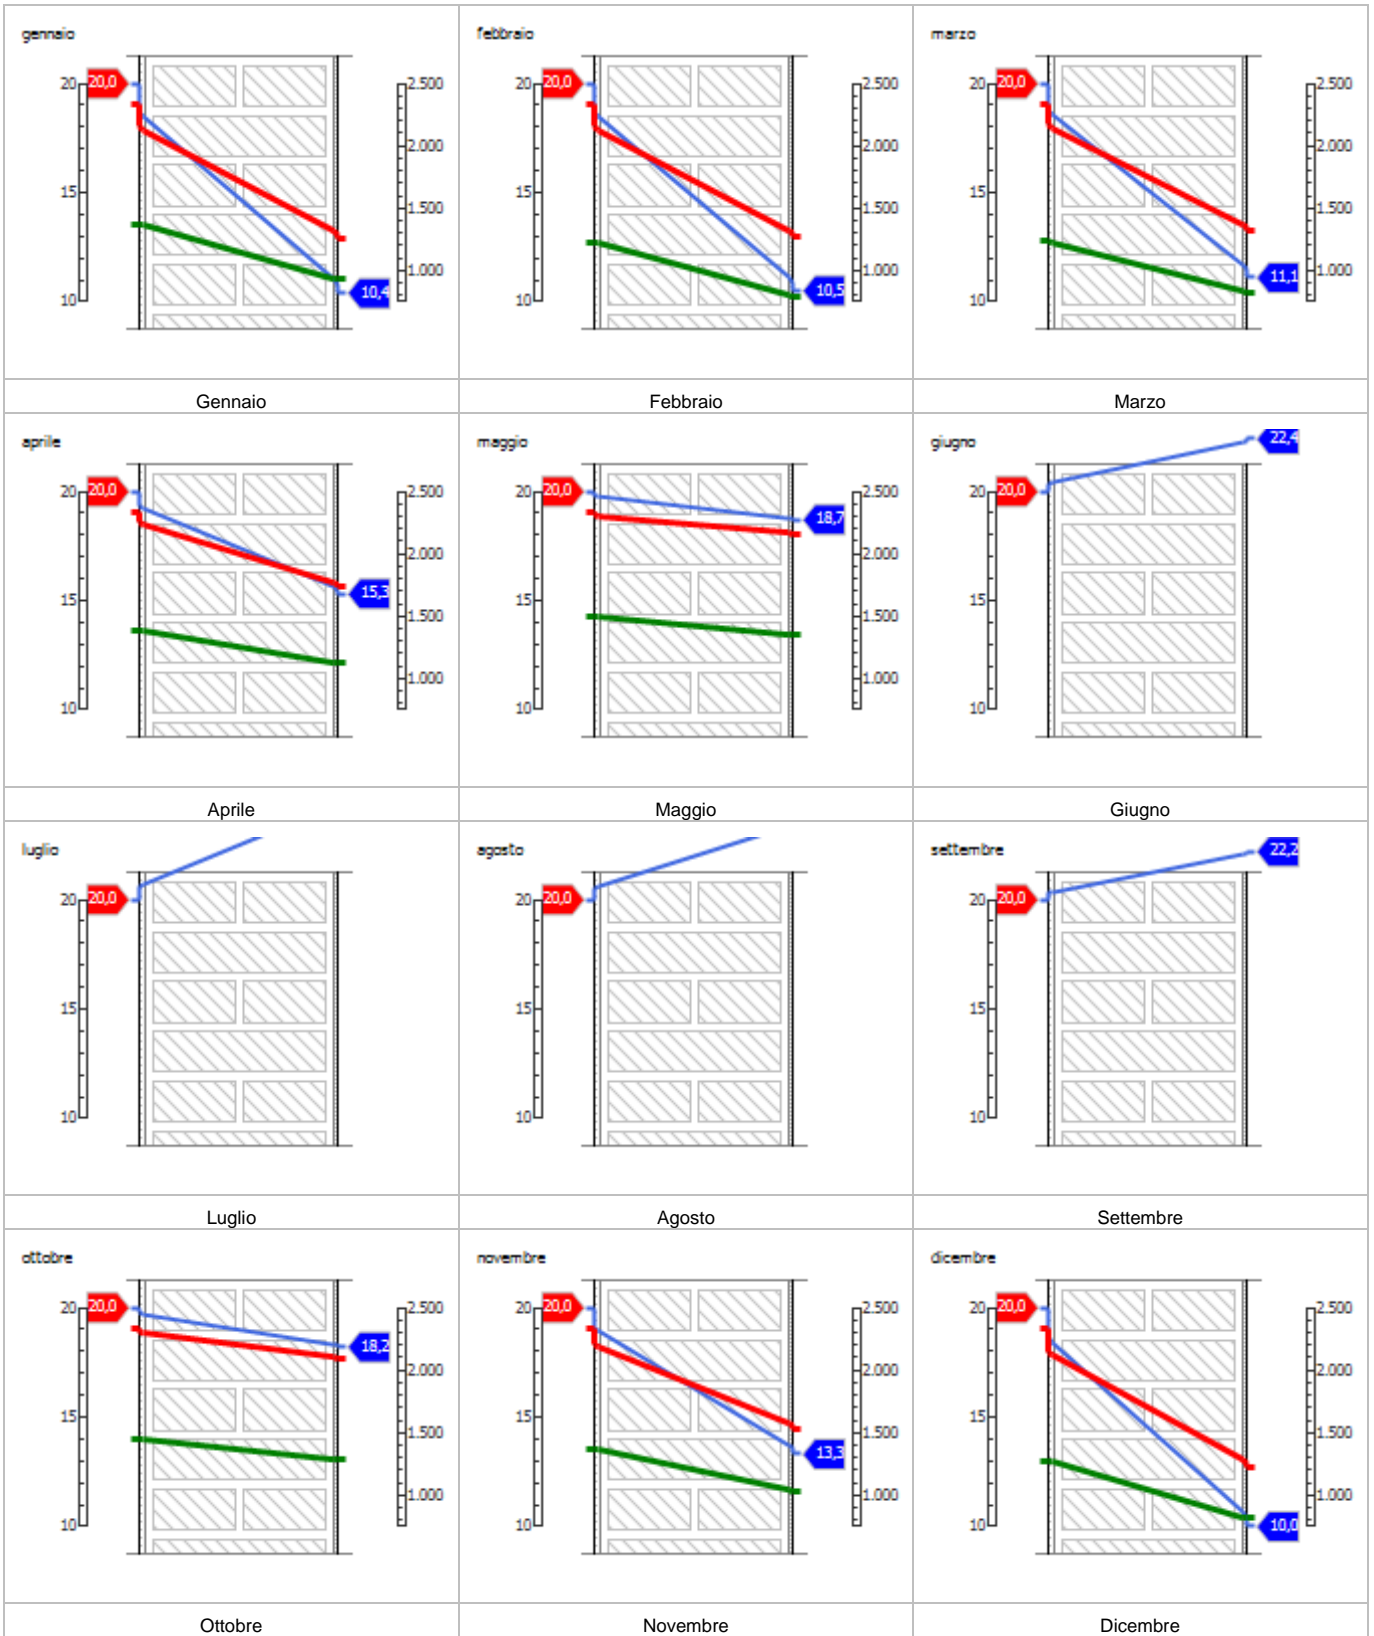 gennaio
febbraio
marzo
20 20,0 2.500
20 20,0 2.500
20 20,0 2.500
2.000
2.000
2.000
15
15
15
1.500
1.500
1.500
1.000
1.000
1.000
10 10,4
10 10,5
10 11,1
Gennaio
Febbraio
Marzo
aprile
maggio
giugno
22,4
20 20,0 2.500
20 20,0 2.500
20 20,0
2.000
18,7 2.000
15 15,3
15
15
1.500
1.500
1.000
1.000
10
10
10
Aprile
Maggio
Giugno
luglio
agosto
settembre
22,2
20 20,0
20 20,0
20 20,0
15
15
15
10
10
10
Luglio
Agosto
Settembre
ottobre
novembre
dicembre
20 20,0 2.500
20 20,0 2.500
20 20,0 2.500
18,2
2.000
2.000
2.000
15
15
15
1.500
13,3 1.500
1.500
1.000
1.000
1.000
10
10
10 10,0
Ottobre
Novembre
Dicembre